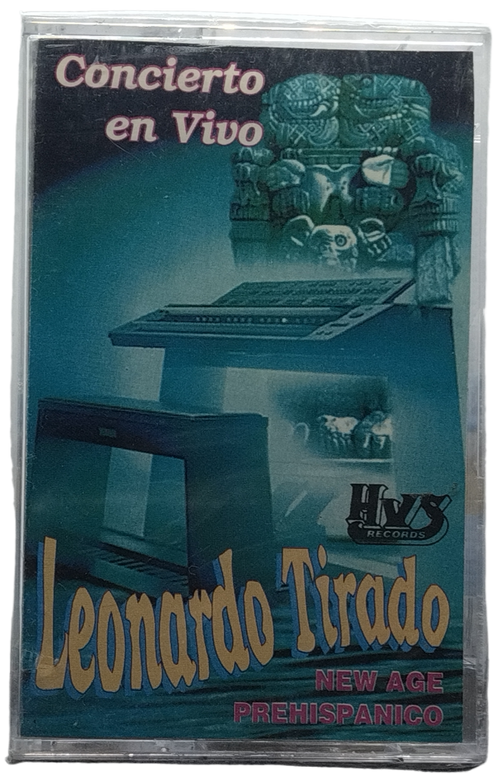 Concierto
en Vivo
HVS
RECORDS
Leonardo Tirado
NEW AGE
PREHISPANICO